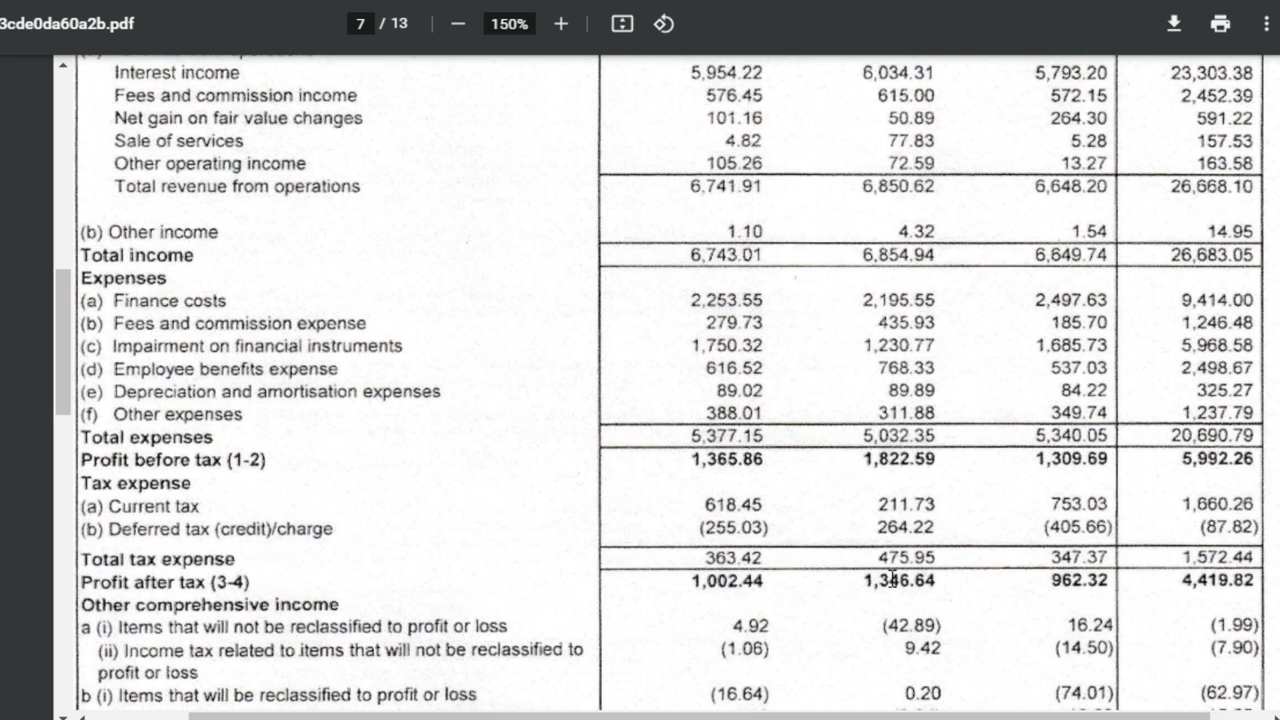 3cde0da60a2b.pdf 7 / 13 150%
Interest income 5,954.22 6,034.31 5,793.20 23,303.38
Fees and commission income 576.45 615.00 572.15 2,452.39
Net gain on fair value changes 101.16 50.89 264.30 591.22
Sale of services 4.82 77.83 5.28 157.53
Other operating income 105.26 72.59 13.27 163.58
Total revenue from operations 6,741.91 6,850.62 6,648.20 26,668.10
(b) Other income 1.10 4.32 1.54 14.95
Total income 6,743.01 6,854.94 6,649.74 26,683.05
Expenses
(a) Finance costs 2,253.55 2,195.55 2,497.63 9,414.00
(b) Fees and commission expense 279.73 435.93 185.70 1,246.48
(c) Impairment on financial instruments 1,750.32 1,230.77 1,685.73 5,968.58
(d) Employee benefits expense 616.52 768.33 537.03 2,498.67
(e) Depreciation and amortisation expenses 89.02 89.89 84.22 325.27
(f) Other expenses 388.01 311.88 349.74 1,237.79
Total expenses 5,377.15 5,032.35 5,340.05 20,690.79
Profit before tax (1-2) 1,365.86 1,822.59 1,309.69 5,992.26
Tax expense
(a) Current tax 618.45 211.73 753.03 1,660.26
(b) Deferred tax (credit)/charge (255.03) 264.22 (405.66) (87.82)
Total tax expense 363.42 475.95 347.37 1,572.44
Profit after tax (3-4) 1,002.44 1,346.64 962.32 4,419.82
Other comprehensive income
a (i) Items that will not be reclassified to profit or loss 4.92 (42.89) 16.24 (1.99)
(ii) Income tax related to items that will not be reclassified to (1.06) 9.42 (14.50) (7.90)
profit or loss
b (i) Items that will be reclassified to profit or loss (16.64) 0.20 (74.01) (62.97)